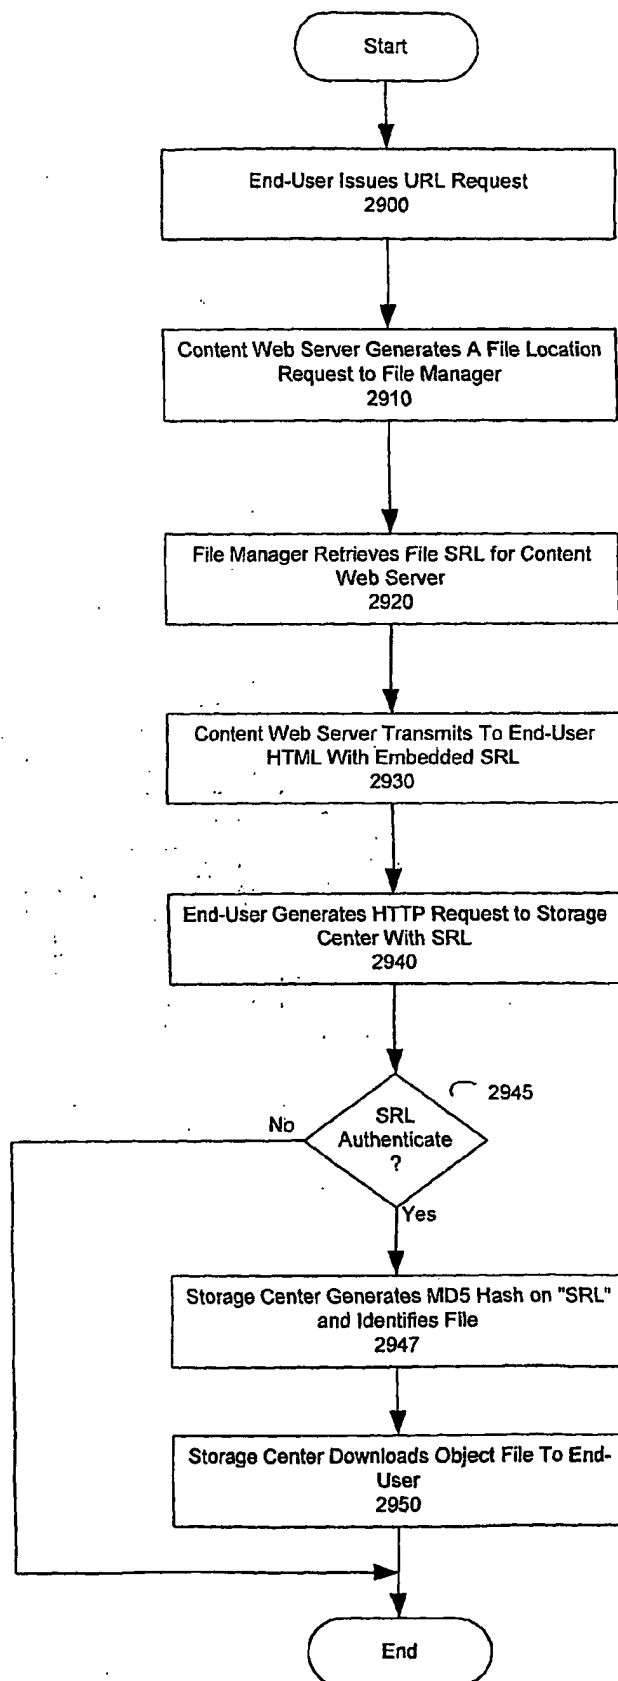 Start
End-User Issues URL Request
2900
Content Web Server Generates A File Location
Request to File Manager
2910
File Manager Retrieves File SRL for Content
Web Server
2920
Content Web Server Transmits To End-User
HTML With Embedded SRL
2930
End-User Generates HTTP Request to Storage
Center With SRL
2940
2945
No
SRL
Authenticate
?
Yes
Storage Center Generates MD5 Hash on "SRL"
and Identifies File
2947
Storage Center Downloads Object File To End-
User
2950
End